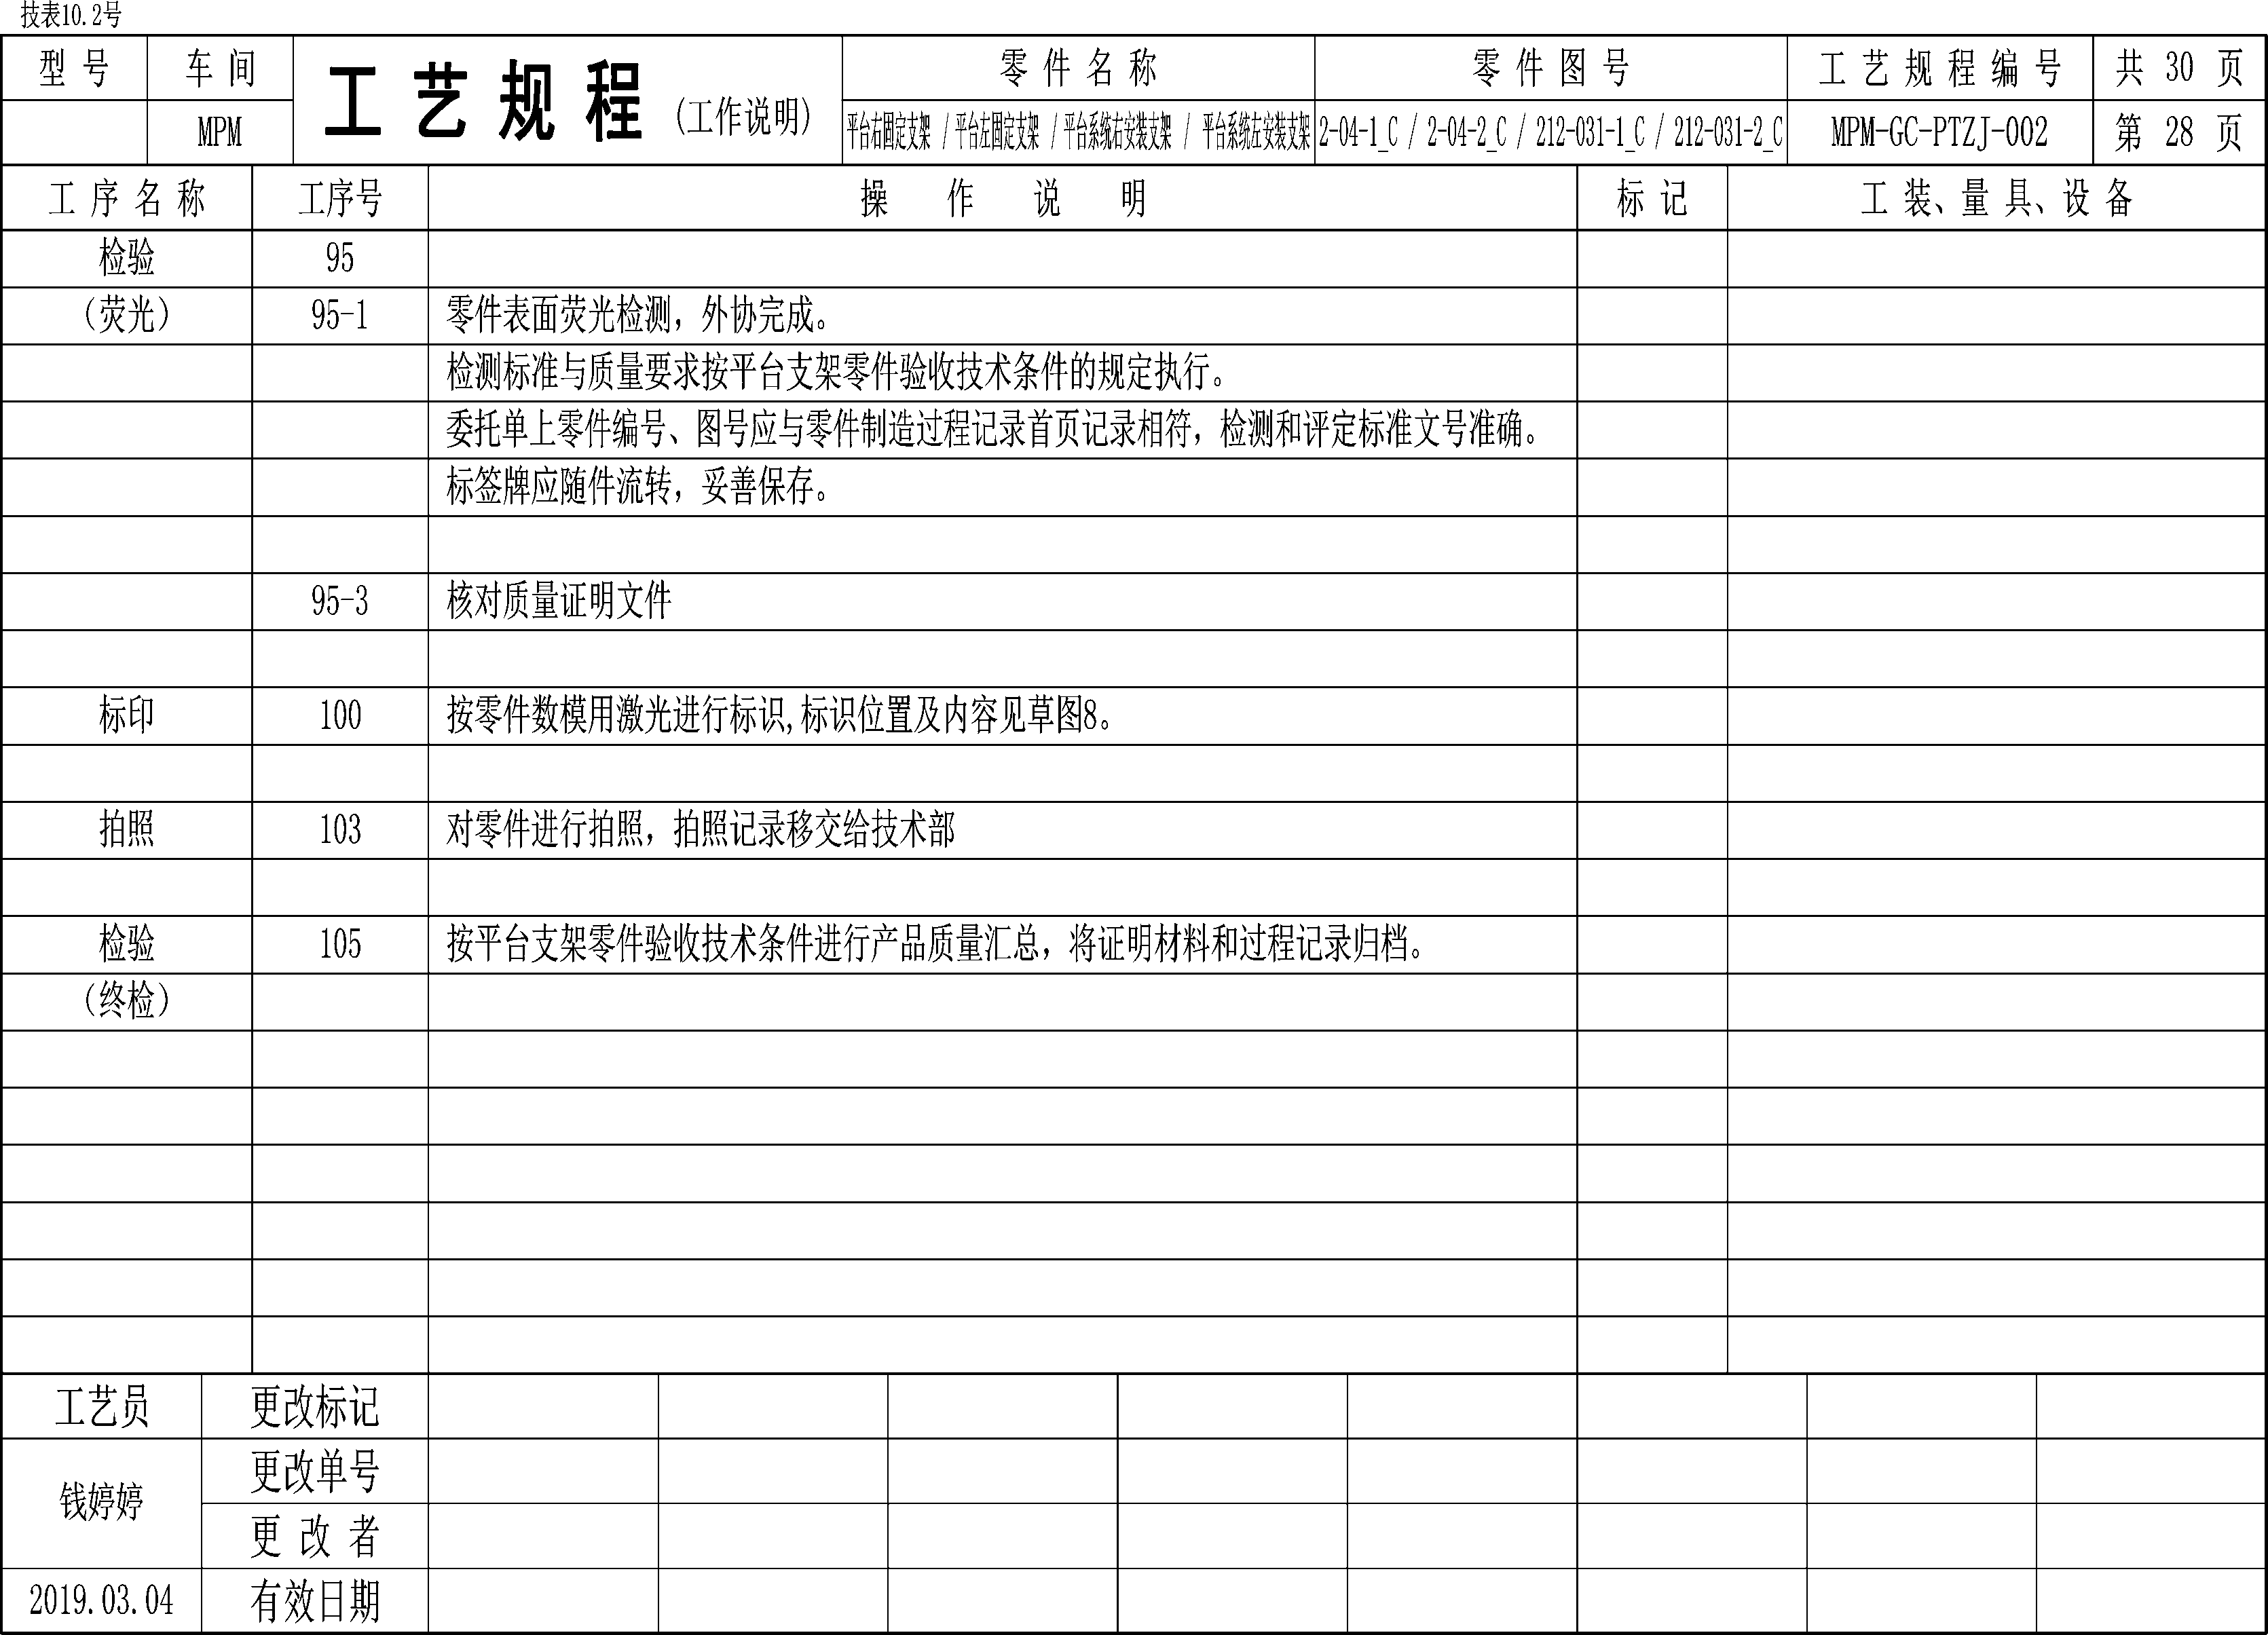 技表10.2号
型 号 车 间 工 艺 规 程 (工作说明) 零 件 名 称 零 件 图 号 工 艺 规 程 编 号 共 30 页
MPM 平台右固定支架 / 平台左固定支架 / 平台系统右安装支架 / 平台系统左安装支架 2-04-1_C / 2-04-2_C / 212-031-1_C / 212-031-2_C MPM-GC-PTZJ-002 第 28 页
工 序 名 称 工序号 操 作 说 明 标 记 工 装、量 具、设 备
检验 95
（荧光） 95-1 零件表面荧光检测，外协完成。
检测标准与质量要求按平台支架零件验收技术条件的规定执行。
委托单上零件编号、图号应与零件制造过程记录首页记录相符，检测和评定标准文号准确。
标签牌应随件流转，妥善保存。
95-3 核对质量证明文件
标印 100 按零件数模用激光进行标识,标识位置及内容见草图8。
拍照 103 对零件进行拍照，拍照记录移交给技术部
检验 105 按平台支架零件验收技术条件进行产品质量汇总，将证明材料和过程记录归档。
（终检）
工艺员 更改标记
更改单号
钱婷婷
更 改 者
2019.03.04 有效日期